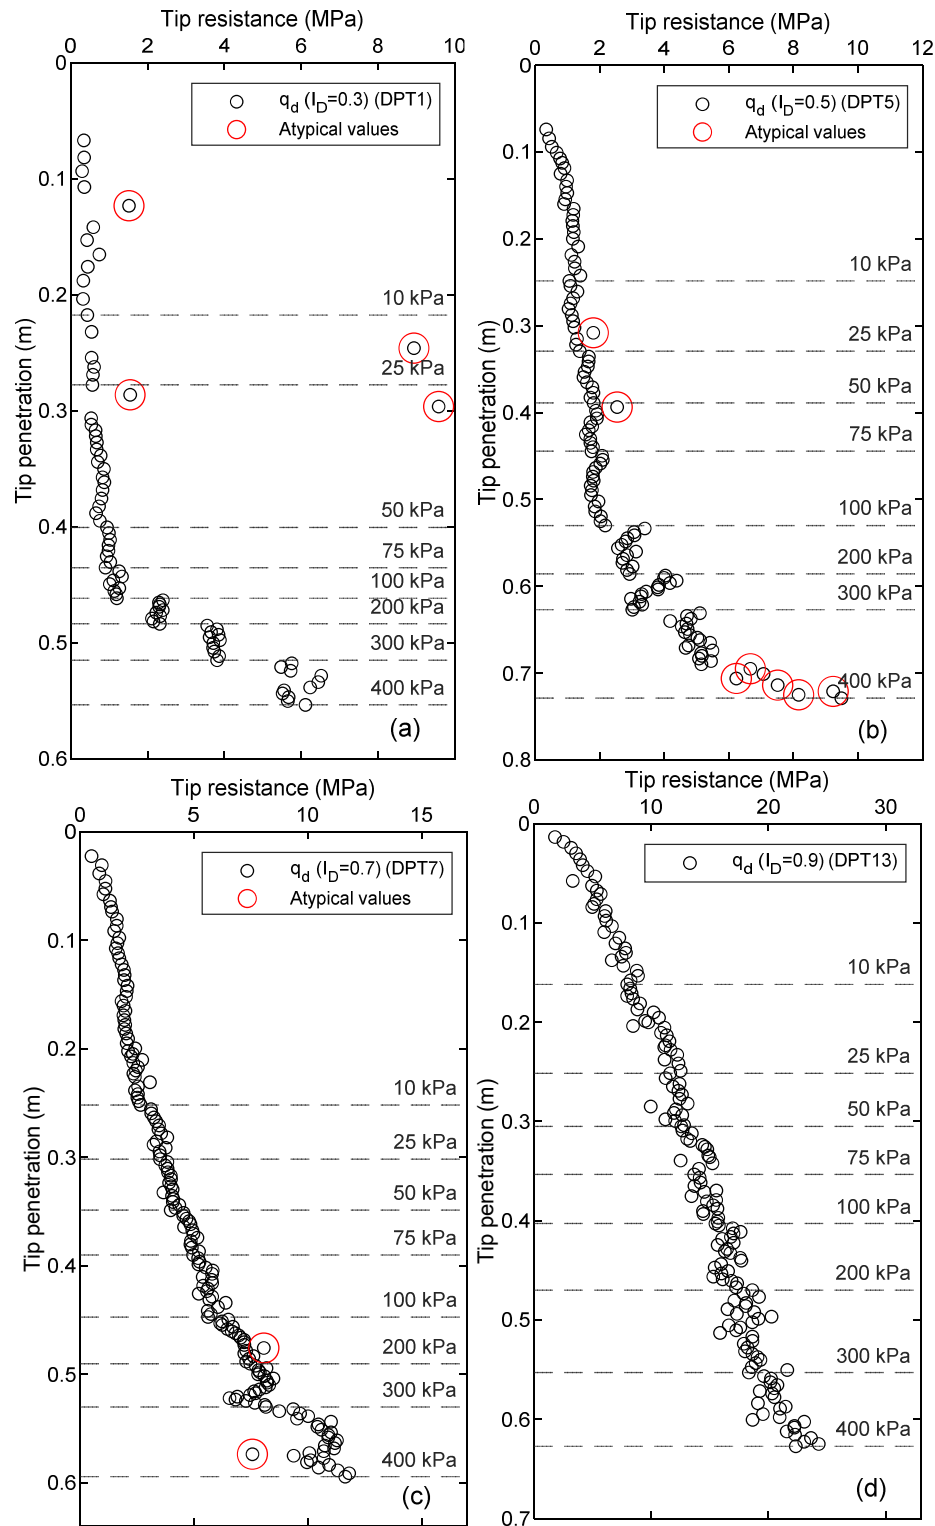 Tip resistance (MPa)
0 2 4 6 8 10
0
0.1
0.2
0.3
0.4
0.5
0.6
Tip penetration (m)
q_d (I_D=0.3) (DPT1)
Atypical values
10 kPa
25 kPa
50 kPa
75 kPa
100 kPa
200 kPa
300 kPa
400 kPa
(a)
Tip resistance (MPa)
0 2 4 6 8 10 12
0
0.1
0.2
0.3
0.4
0.5
0.6
0.7
0.8
Tip penetration (m)
q_d (I_D=0.5) (DPT5)
Atypical values
10 kPa
25 kPa
50 kPa
75 kPa
100 kPa
200 kPa
300 kPa
400 kPa
(b)
Tip resistance (MPa)
0 5 10 15
0
0.1
0.2
0.3
0.4
0.5
0.6
Tip penetration (m)
q_d (I_D=0.7) (DPT7)
Atypical values
10 kPa
25 kPa
50 kPa
75 kPa
100 kPa
200 kPa
300 kPa
400 kPa
(c)
Tip resistance (MPa)
0 10 20 30
0
0.1
0.2
0.3
0.4
0.5
0.6
0.7
Tip penetration (m)
q_d (I_D=0.9) (DPT13)
10 kPa
25 kPa
50 kPa
75 kPa
100 kPa
200 kPa
300 kPa
400 kPa
(d)